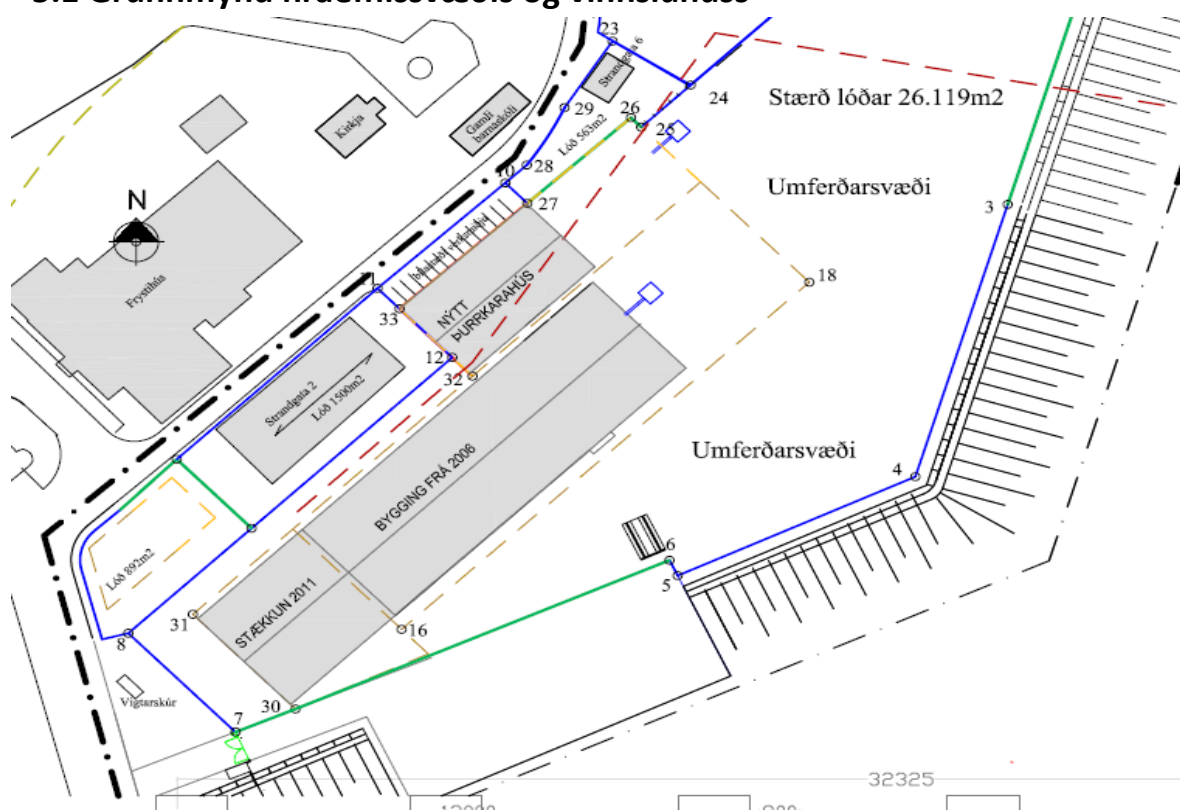 23
Strandgata 6
24
Stærð lóðar 26.119m2
29
26
25
Lóð 563m2
Kirkja
Gamli
barnaskóli
28
10
27
Umferðarsvæði
3
N
Frystihús
18
33
NÝTT
ÞURRKARAHÚS
12
32
Strandgata 2
Lóð 1500m2
BYGGING FRÁ 2006
Umferðarsvæði
4
6
5
Lóð 892m2
31
STÆKKUN 2011
16
8
Vigtarskúr
30
7
32325